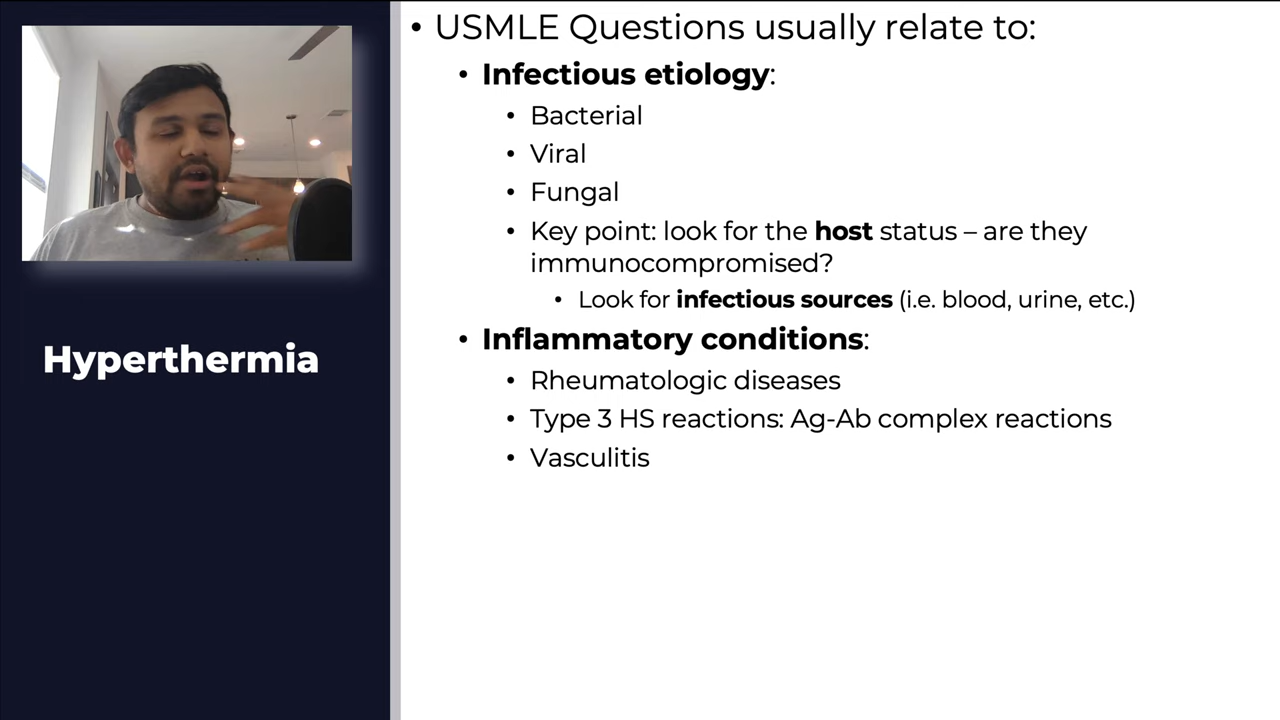 • USMLE Questions usually relate to:
• Infectious etiology:
• Bacterial
• Viral
• Fungal
• Key point: look for the host status – are they
immunocompromised?
• Look for infectious sources (i.e. blood, urine, etc.)
• Inflammatory conditions:
• Rheumatologic diseases
• Type 3 HS reactions: Ag-Ab complex reactions
• Vasculitis
Hyperthermia